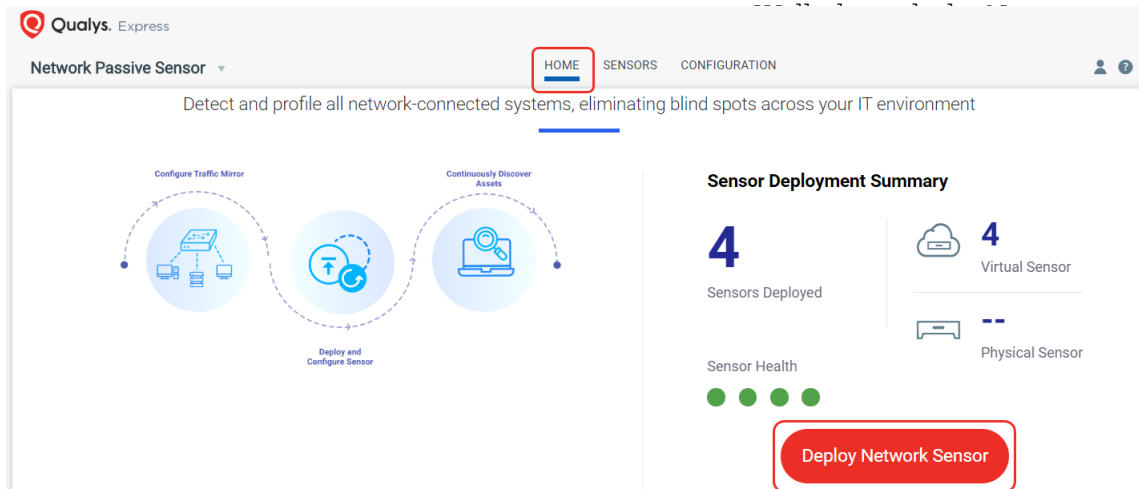 Qualys. Express
Network Passive Sensor
HOME
SENSORS
CONFIGURATION
Detect and profile all network-connected systems, eliminating blind spots across your IT environment
Configure Traffic Mirror
Continuously Discover
Assets
Deploy and
Configure Sensor
Sensor Deployment Summary
4
Sensors Deployed
4
Virtual Sensor
--
Physical Sensor
Sensor Health
Deploy Network Sensor